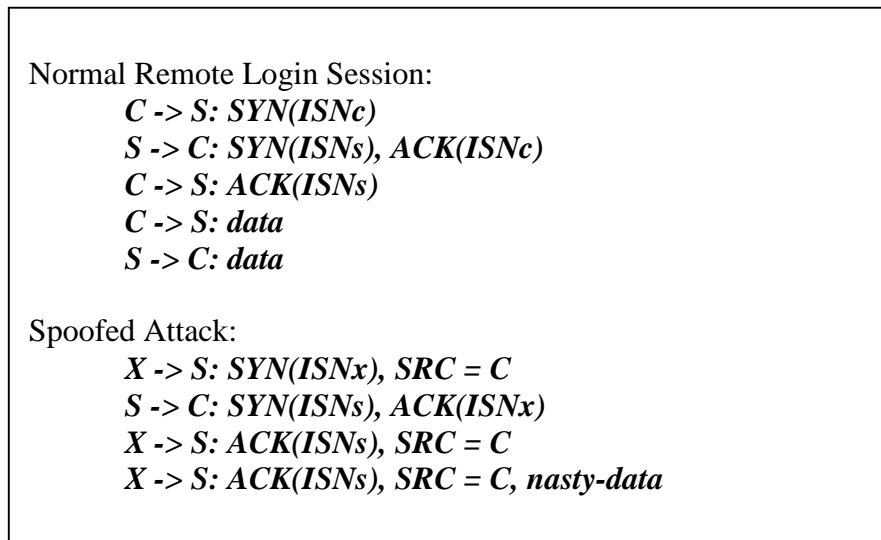 Normal Remote Login Session:
C -> S: SYN(ISNc)
S -> C: SYN(ISNs), ACK(ISNc)
C -> S: ACK(ISNs)
C -> S: data
S -> C: data
Spoofed Attack:
X -> S: SYN(ISNx), SRC = C
S -> C: SYN(ISNs), ACK(ISNx)
X -> S: ACK(ISNs), SRC = C
X -> S: ACK(ISNs), SRC = C, nasty-data